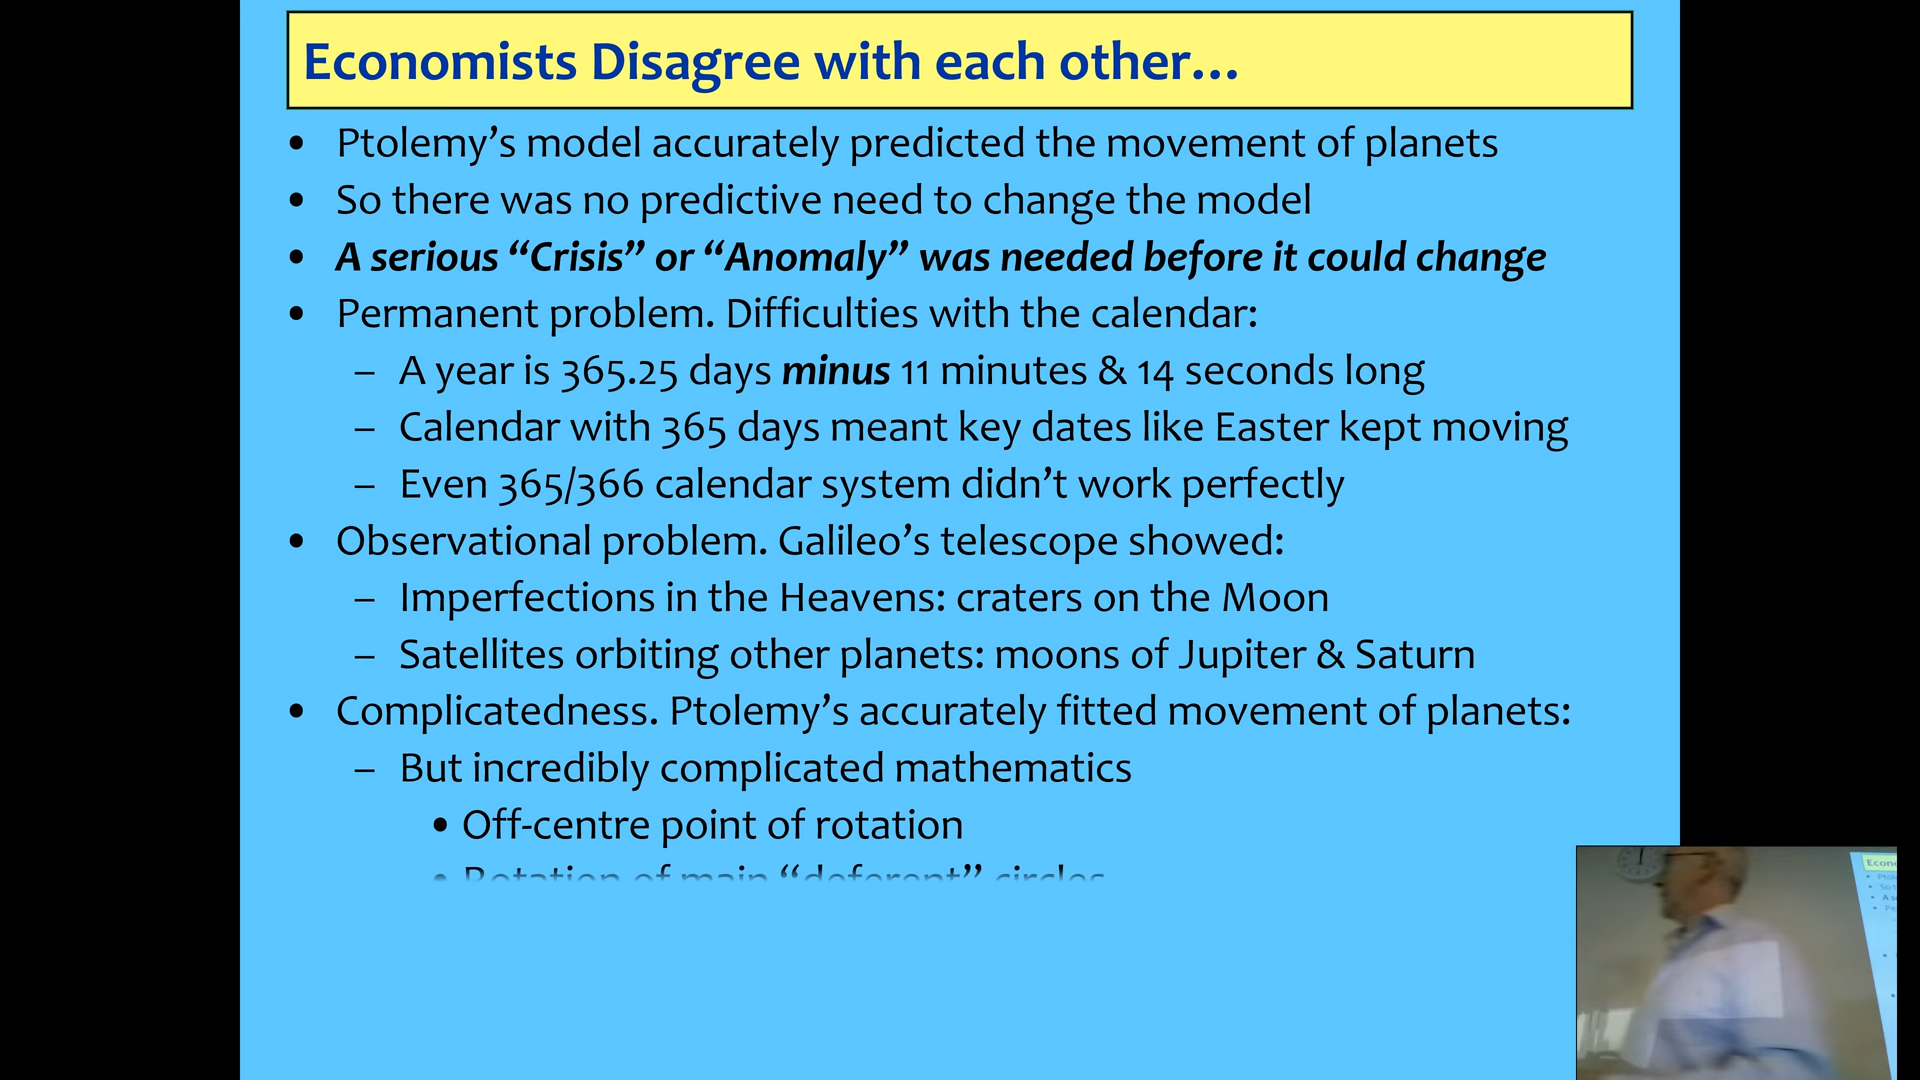 Economists Disagree with each other…
• Ptolemy’s model accurately predicted the movement of planets
• So there was no predictive need to change the model
• A serious “Crisis” or “Anomaly” was needed before it could change
• Permanent problem. Difficulties with the calendar:
– A year is 365.25 days minus 11 minutes & 14 seconds long
– Calendar with 365 days meant key dates like Easter kept moving
– Even 365/366 calendar system didn’t work perfectly
• Observational problem. Galileo’s telescope showed:
– Imperfections in the Heavens: craters on the Moon
– Satellites orbiting other planets: moons of Jupiter & Saturn
• Complicatedness. Ptolemy’s accurately fitted movement of planets:
– But incredibly complicated mathematics
• Off-centre point of rotation
• Rotation of main “deferent” circles